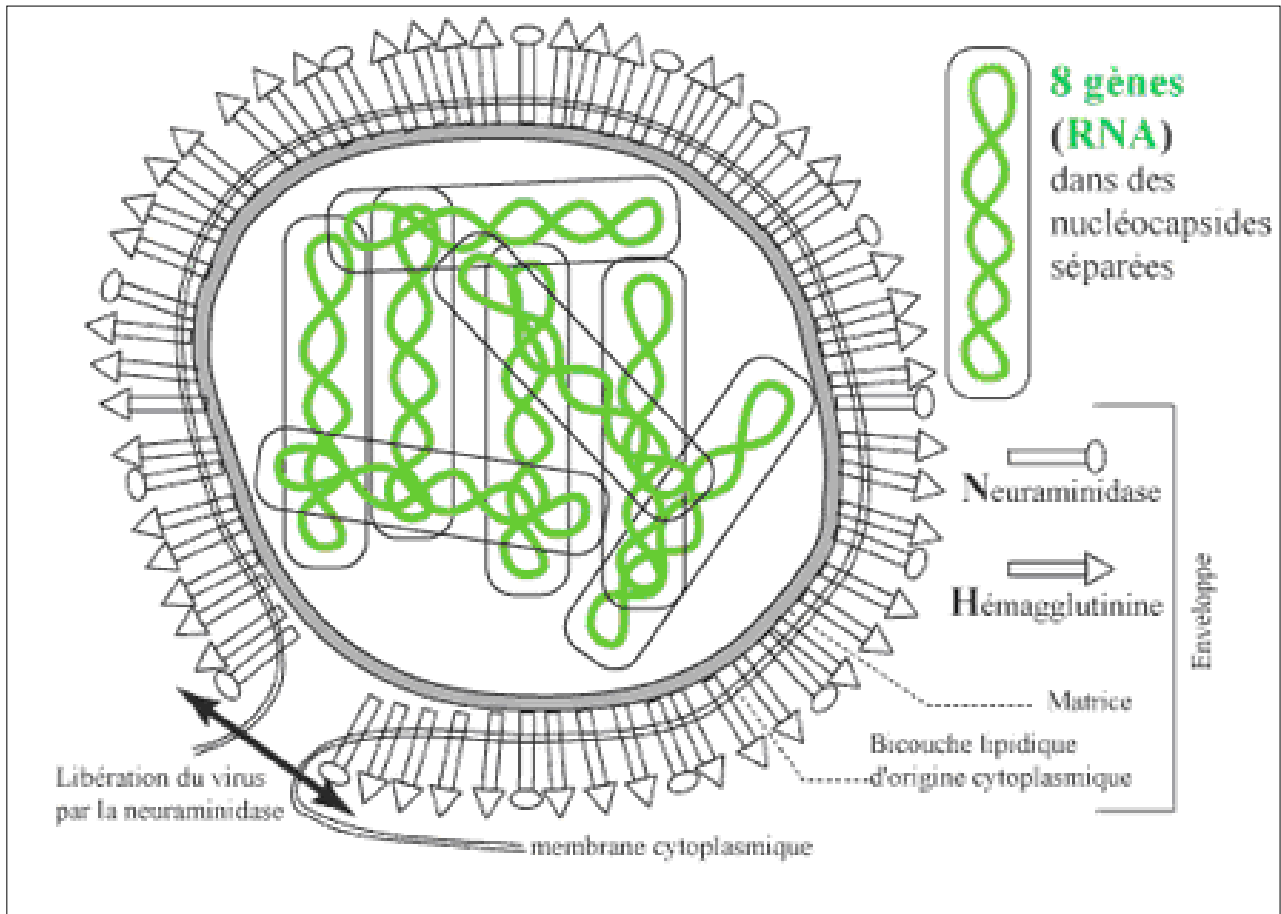 8 gènes
(RNA)
dans des
nucléocapsides
séparées
Neuraminidase
Hémagglutinine
Enveloppe
Matrice
Bicouche lipidique
d'origine cytoplasmique
Libération du virus
par la neuraminidase
membrane cytoplasmique